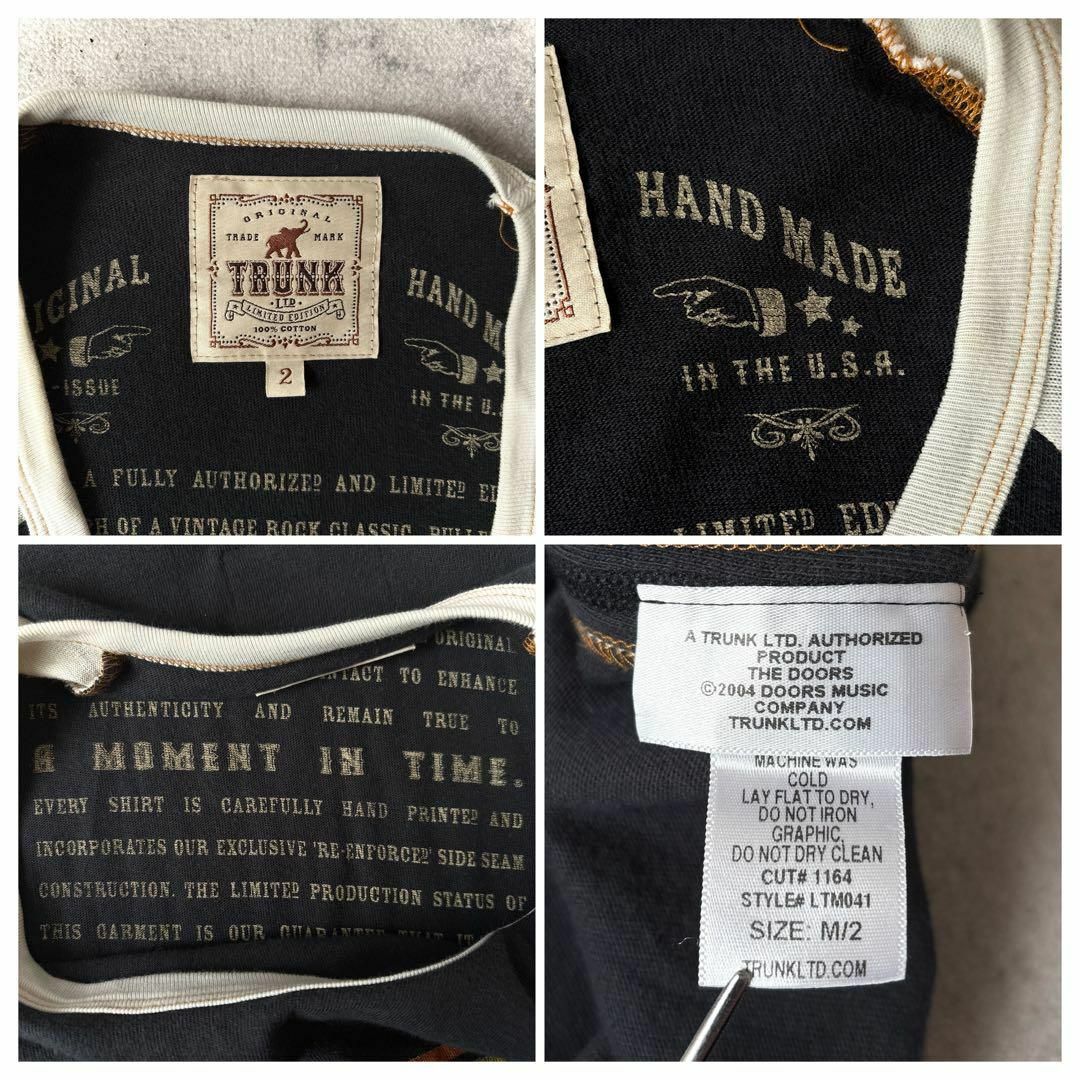 ORIGINAL
TRADE MARK
TRUNK
LTD
LIMITED EDITION
100% COTTON
2
IGINAL
-ISSUE
HAND M
IN THE U.S.
A FULLY AUTHORIZED AND LIMITED
OF A VINTAGE ROCK CLASSIC.
HAND MADE
IN THE U.S.A.
LIMITED
ORIGINAL
TO ENHANCE
ITS AUTHENTICITY AND REMAIN TRUE TO
A MOMENT IN TIME.
EVERY SHIRT IS CAREFULLY HAND PRINTED AND
INCORPORATES OUR EXCLUSIVE 'RE-ENFORCED' SIDE SEAM
CONSTRUCTION. THE LIMITED PRODUCTION STATUS OF
THIS GARMENT IS OUR GUARANTEE THAT IT
A TRUNK LTD. AUTHORIZED
PRODUCT
THE DOORS
©2004 DOORS MUSIC
COMPANY
TRUNKLTD.COM
MACHINE WAS
COLD
LAY FLAT TO DRY,
DO NOT IRON
GRAPHIC,
DO NOT DRY CLEAN
CUT# 1164
STYLE# LTM041
SIZE: M/2
TRUNKLTD.COM